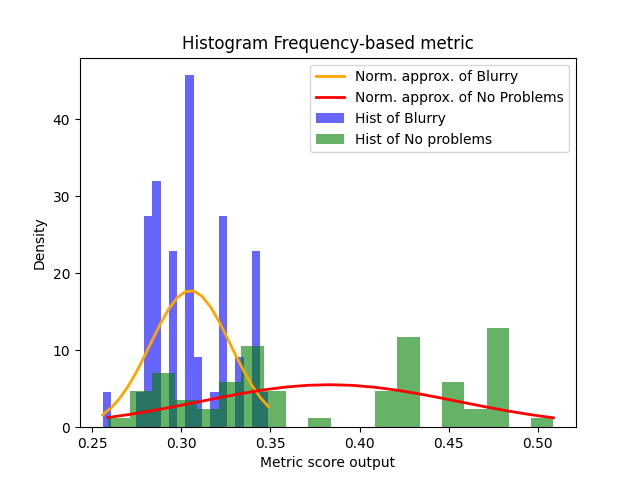 Histogram Frequency-based metric
Norm. approx. of Blurry
Norm. approx. of No Problems
Hist of Blurry
Hist of No problems
40
30
20
10
0
Density
0.25 0.30 0.35 0.40 0.45 0.50
Metric score output